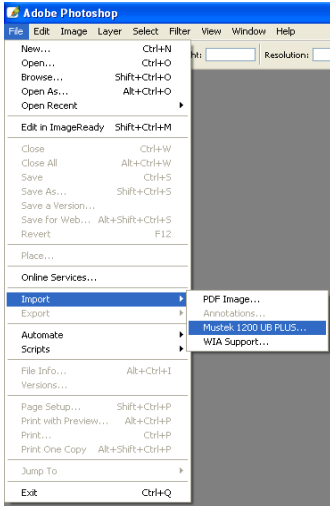 Adobe Photoshop
File Edit Image Layer Select Filter View Window Help
ht: Resolution:
New... Ctrl+N
Open... Ctrl+O
Browse... Shift+Ctrl+O
Open As... Alt+Ctrl+O
Open Recent
Edit in ImageReady Shift+Ctrl+M
Close Ctrl+W
Close All Alt+Ctrl+W
Save Ctrl+S
Save As... Shift+Ctrl+S
Save a Version...
Save for Web... Alt+Shift+Ctrl+S
Revert F12
Place...
Online Services...
Import
PDF Image...
Export
Annotations...
Mustek 1200 UB PLUS...
Automate
WIA Support...
Scripts
File Info... Alt+Ctrl+I
Versions...
Page Setup... Shift+Ctrl+P
Print with Preview... Alt+Ctrl+P
Print... Ctrl+P
Print One Copy Alt+Shift+Ctrl+P
Jump To
Exit Ctrl+Q